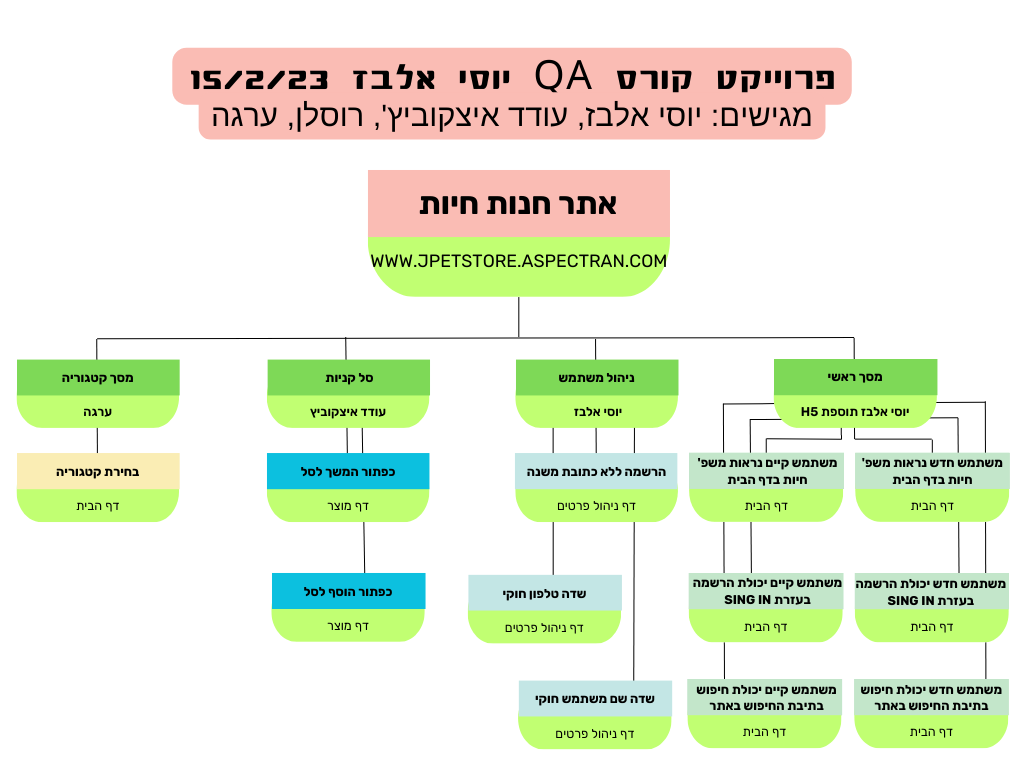 פרוייקט קורס QA יוסי אלבז 15/2/23
מגישים: יוסי אלבז, עודד איצקוביץ', רוסלן, ערגה
אתר חנות חיות
WWW.JPETSTORE.ASPECTRAN.COM
מסך ראשי
יוסי אלבז תוספת H5
ניהול משתמש
יוסי אלבז
סל קניות
עודד איצקוביץ
מסך קטגוריה
ערגה
משתמש חדש נראות משפ'
חיות בדף הבית
דף הבית
משתמש קיים נראות משפ'
חיות בדף הבית
דף הבית
הרשמה ללא כתובת משנה
דף ניהול פרטים
כפתור המשך לסל
דף מוצר
בחירת קטגוריה
דף הבית
משתמש חדש יכולת הרשמה
בעזרת SING IN
דף הבית
משתמש קיים יכולת הרשמה
בעזרת SING IN
דף הבית
שדה טלפון חוקי
דף ניהול פרטים
כפתור הוסף לסל
דף מוצר
משתמש חדש יכולת חיפוש
בתיבת החיפוש באתר
דף הבית
משתמש קיים יכולת חיפוש
בתיבת החיפוש באתר
דף הבית
שדה שם משתמש חוקי
דף ניהול פרטים